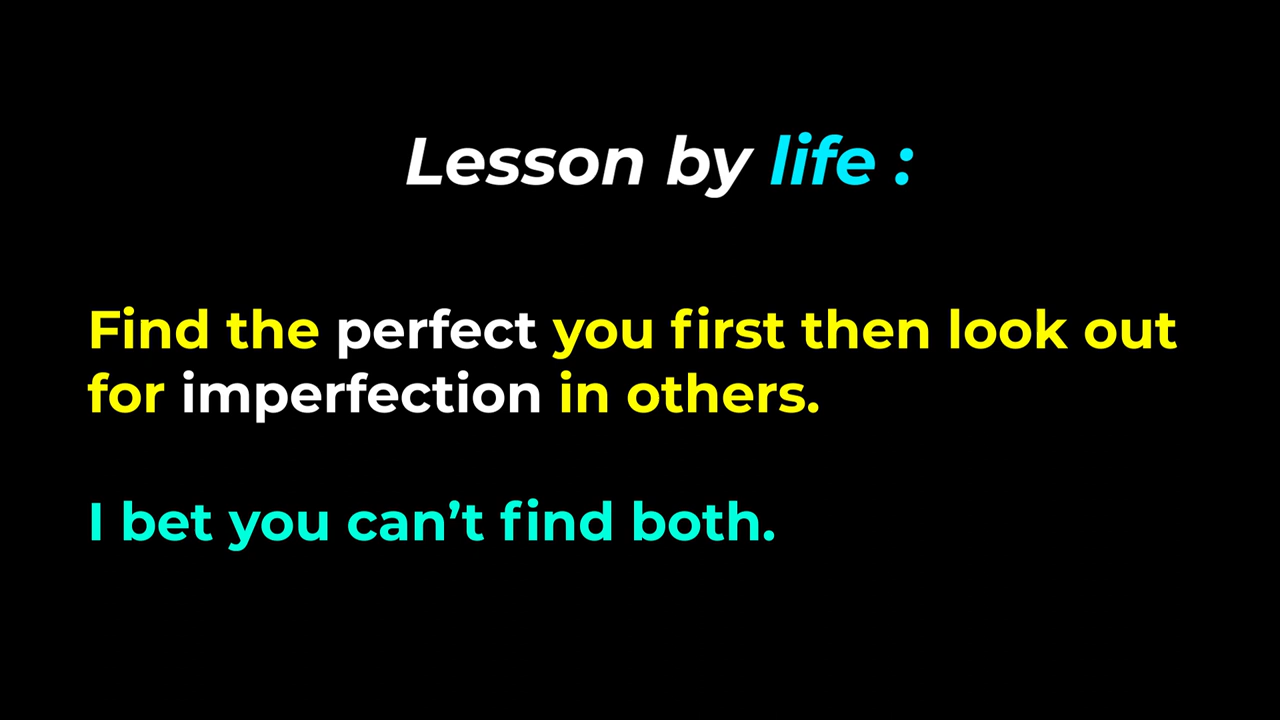 Lesson by life :
Find the perfect you first then look out
for imperfection in others.
I bet you can’t find both.